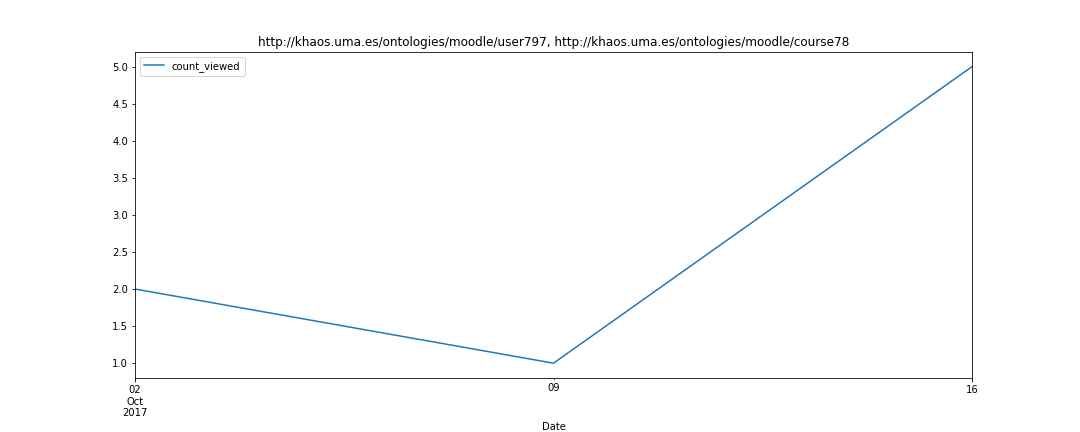 http://khaos.uma.es/ontologies/moodle/user797, http://khaos.uma.es/ontologies/moodle/course78
count_viewed
5.0
4.5
4.0
3.5
3.0
2.5
2.0
1.5
1.0
02 09 16
Oct
2017
Date